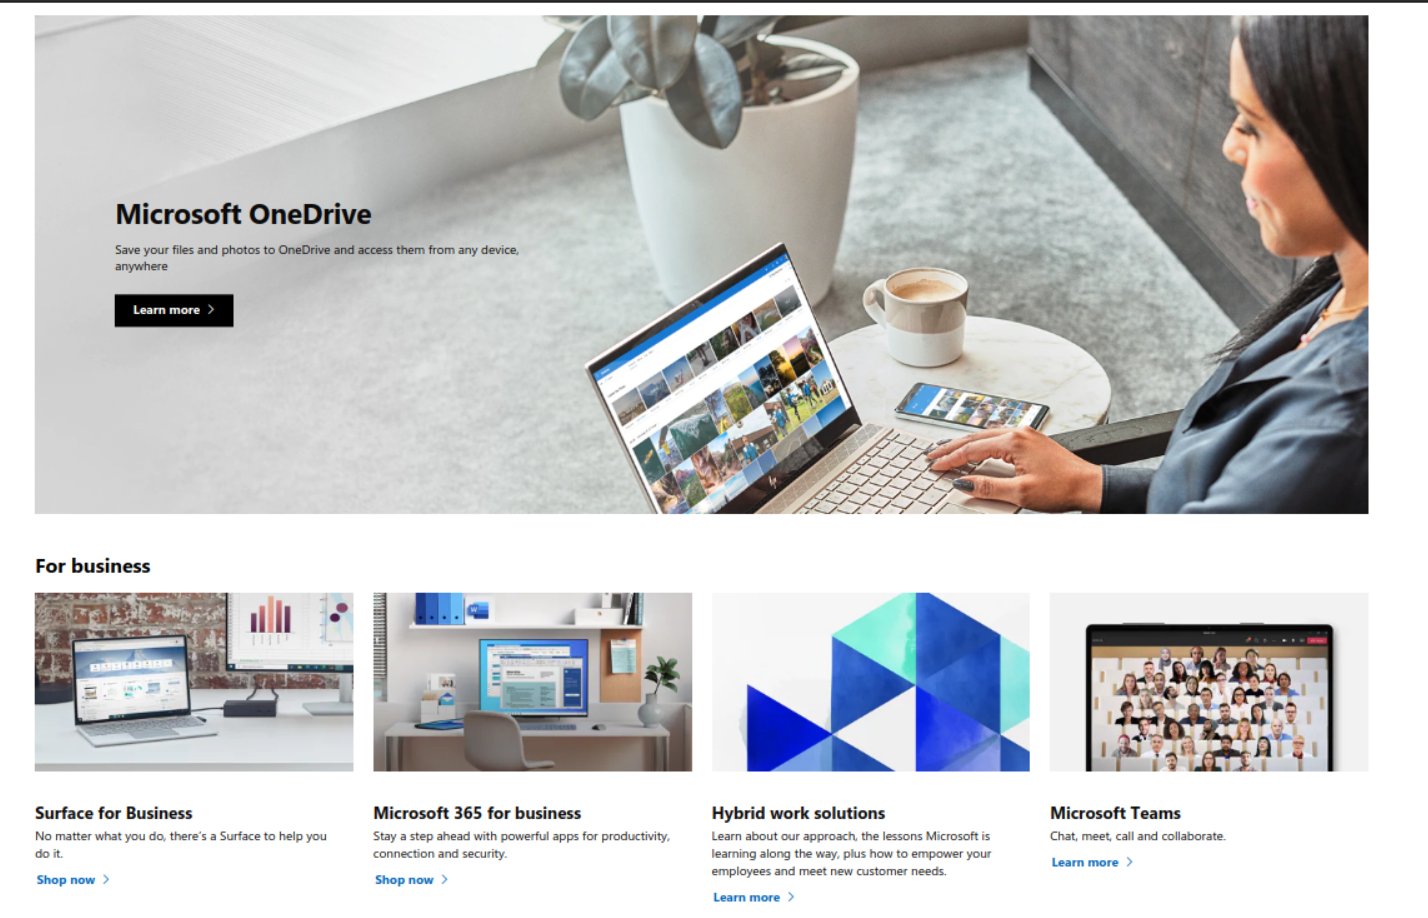 Microsoft OneDrive
Save your files and photos to OneDrive and access them from any device,
anywhere
Learn more
For business
Surface for Business
No matter what you do, there's a Surface to help you
do it.
Shop now
Microsoft 365 for business
Stay a step ahead with powerful apps for productivity,
connection and security.
Shop now
Hybrid work solutions
Learn about our approach, the lessons Microsoft is
learning along the way, plus how to empower your
employees and meet new customer needs.
Learn more
Microsoft Teams
Chat, meet, call and collaborate.
Learn more